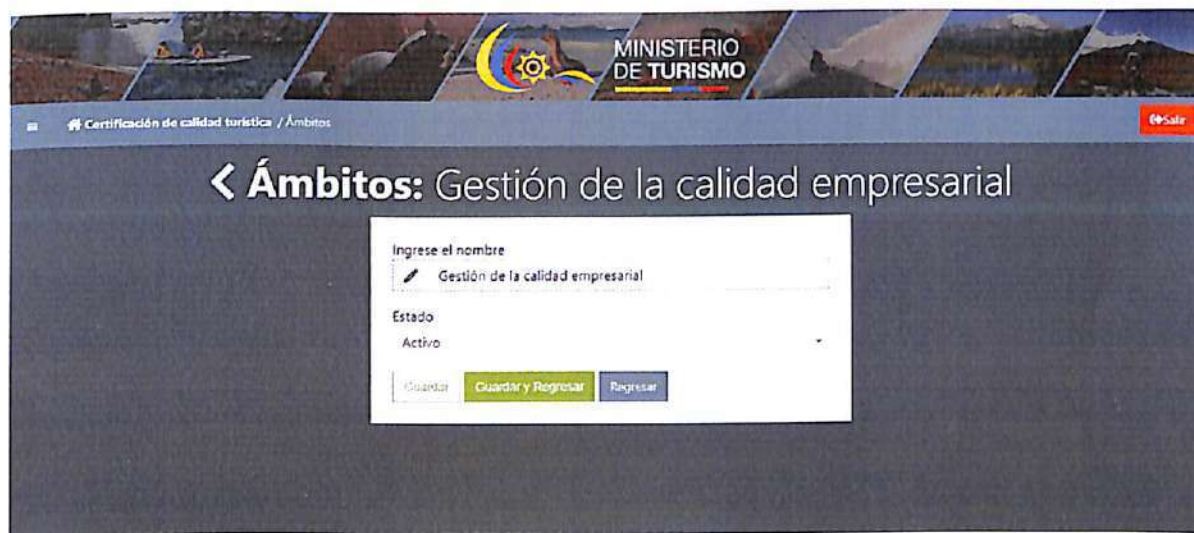 MINISTERIO
DE TURISMO
Certificación de calidad turística / Ámbitos
Salir
Ámbitos: Gestión de la calidad empresarial
Ingrese el nombre
Gestión de la calidad empresarial
Estado
Activo
Guardar
Guardar y Regresar
Regresar